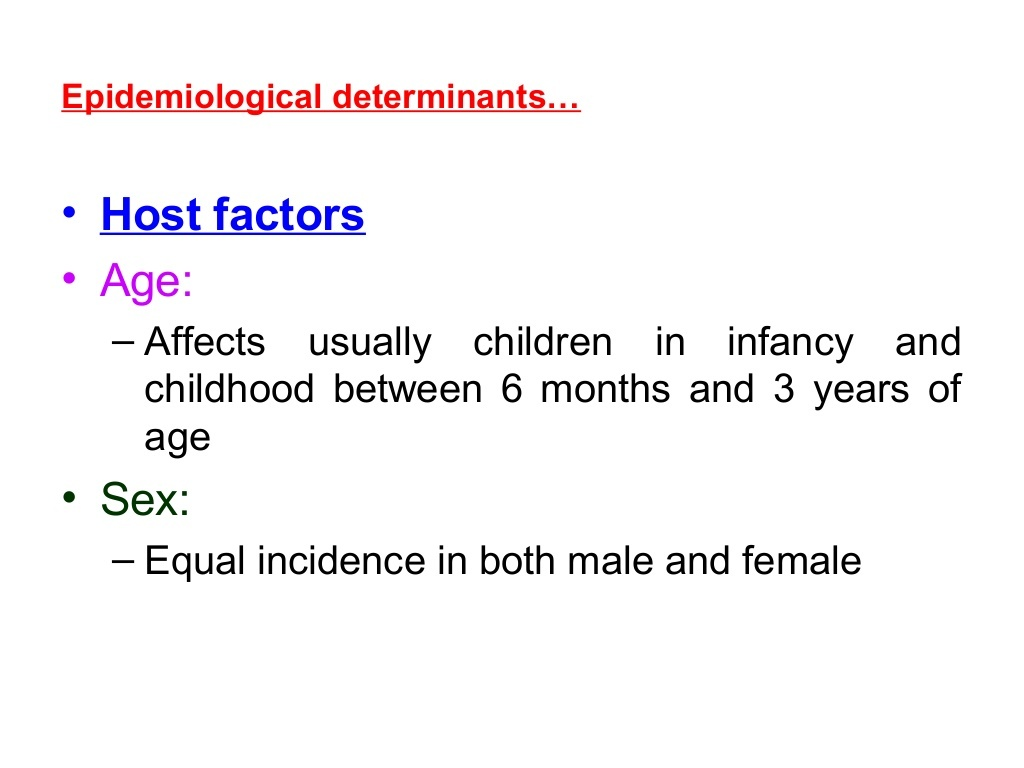 Epidemiological determinants…
• Host factors
• Age:
– Affects usually children in infancy and
childhood between 6 months and 3 years of
age
• Sex:
– Equal incidence in both male and female